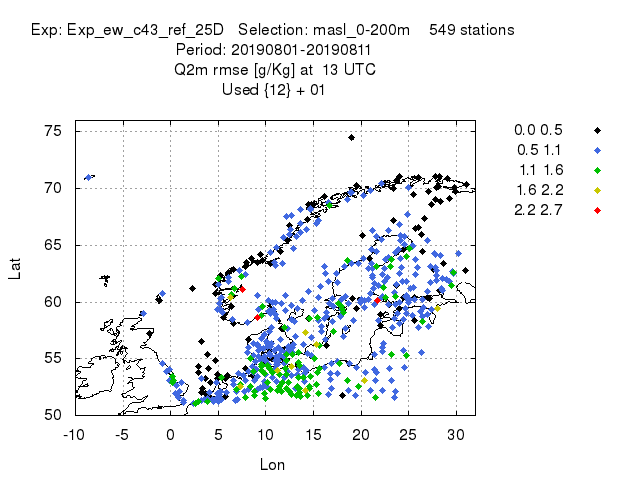 Exp: Exp_ew_c43_ref_25D   Selection: masl_0-200m    549 stations
Period: 20190801-20190811
Q2m rmse [g/Kg] at  13 UTC
Used {12} + 01
0.0 0.5
0.5 1.1
1.1 1.6
1.6 2.2
2.2 2.7
75
70
65
60
55
50
Lat
-10 -5 0 5 10 15 20 25 30
Lon